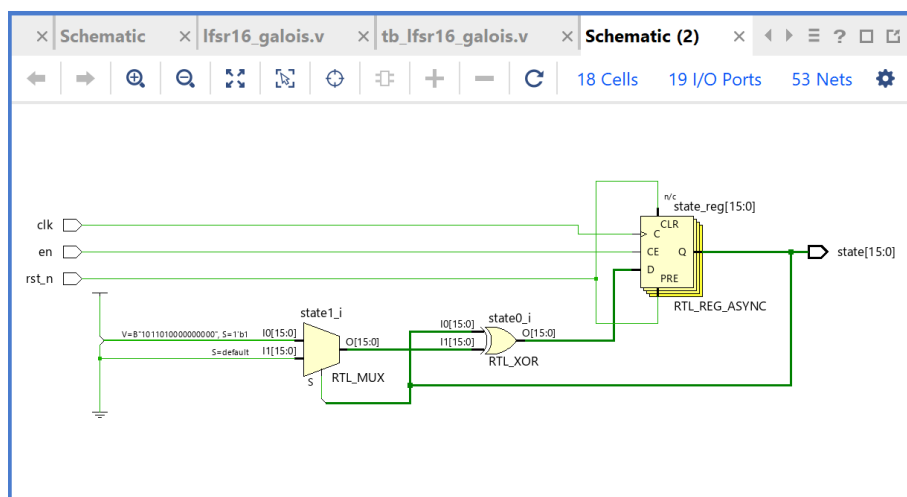 Schematic
lfsr16_galois.v
tb_lfsr16_galois.v
Schematic (2)
18 Cells
19 I/O Ports
53 Nets
n/c
state_reg[15:0]
clk
CLR
C
en
CE
Q
state[15:0]
rst_n
D
PRE
RTL_REG_ASYNC
state1_i
state0_i
V=B"1011010000000000", S=1'b1
I0[15:0]
O[15:0]
I0[15:0]
O[15:0]
S=default
I1[15:0]
I1[15:0]
S
RTL_MUX
RTL_XOR